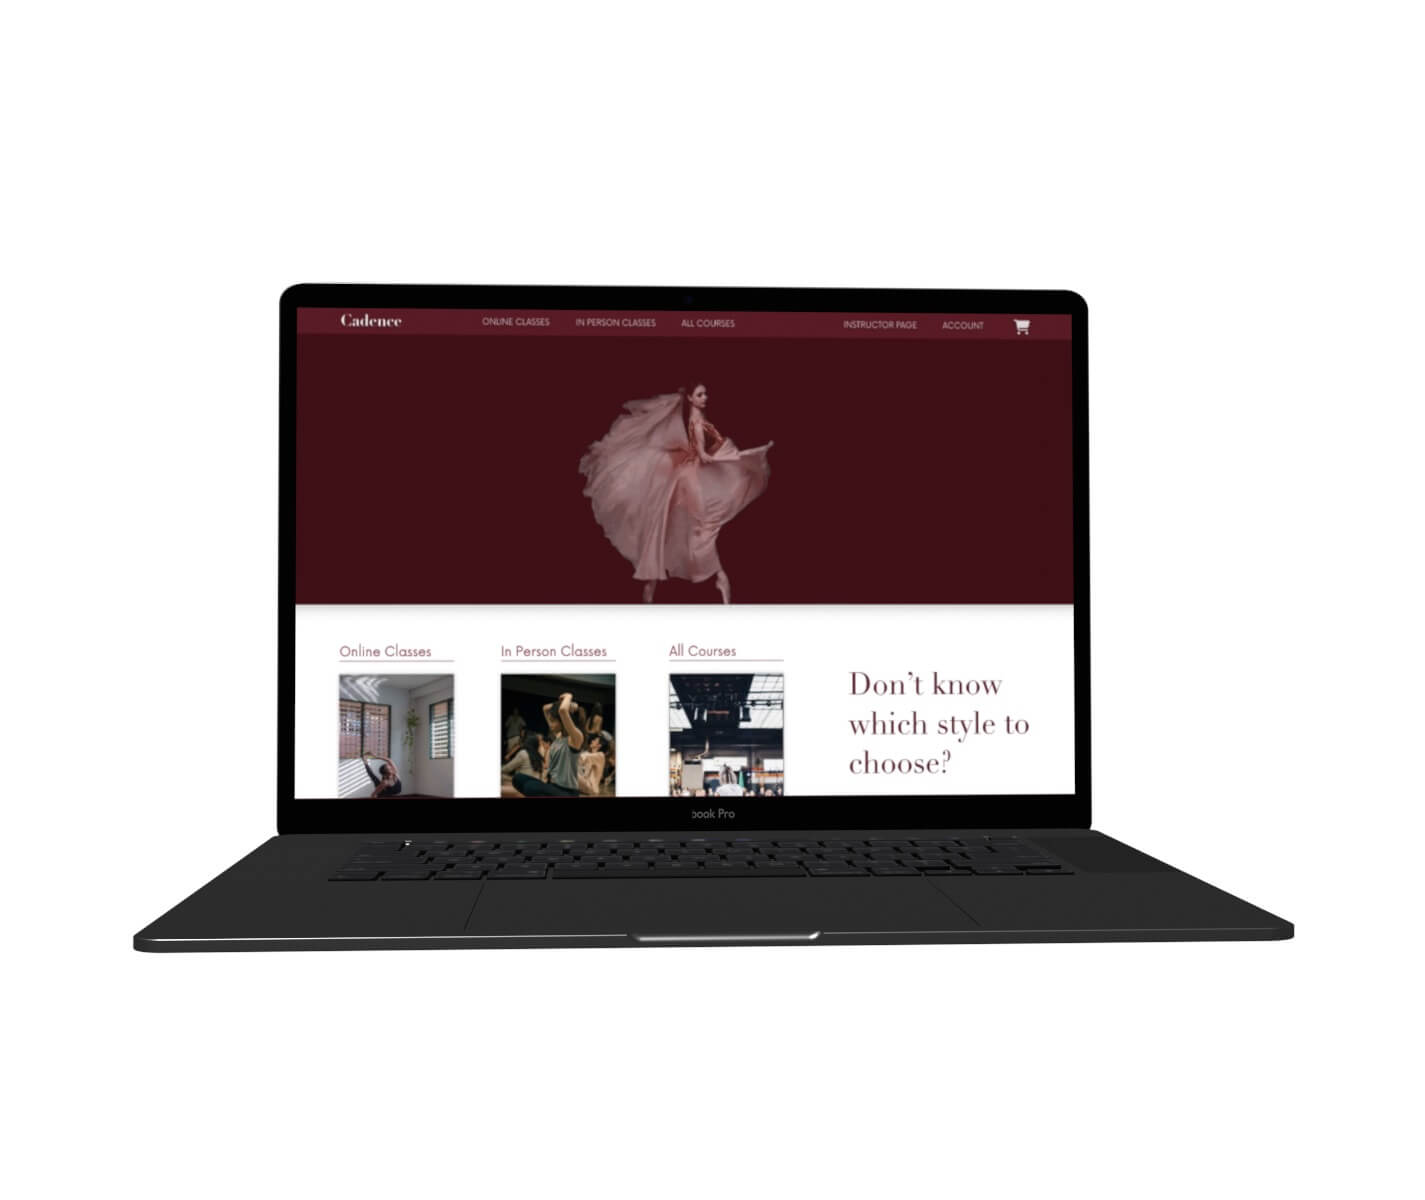 Cadence
ONLINE CLASSES
IN PERSON CLASSES
ALL COURSES
INSTRUCTOR PAGE
ACCOUNT
Online Classes
In Person Classes
All Courses
Don’t know
which style to
choose?
book Pro